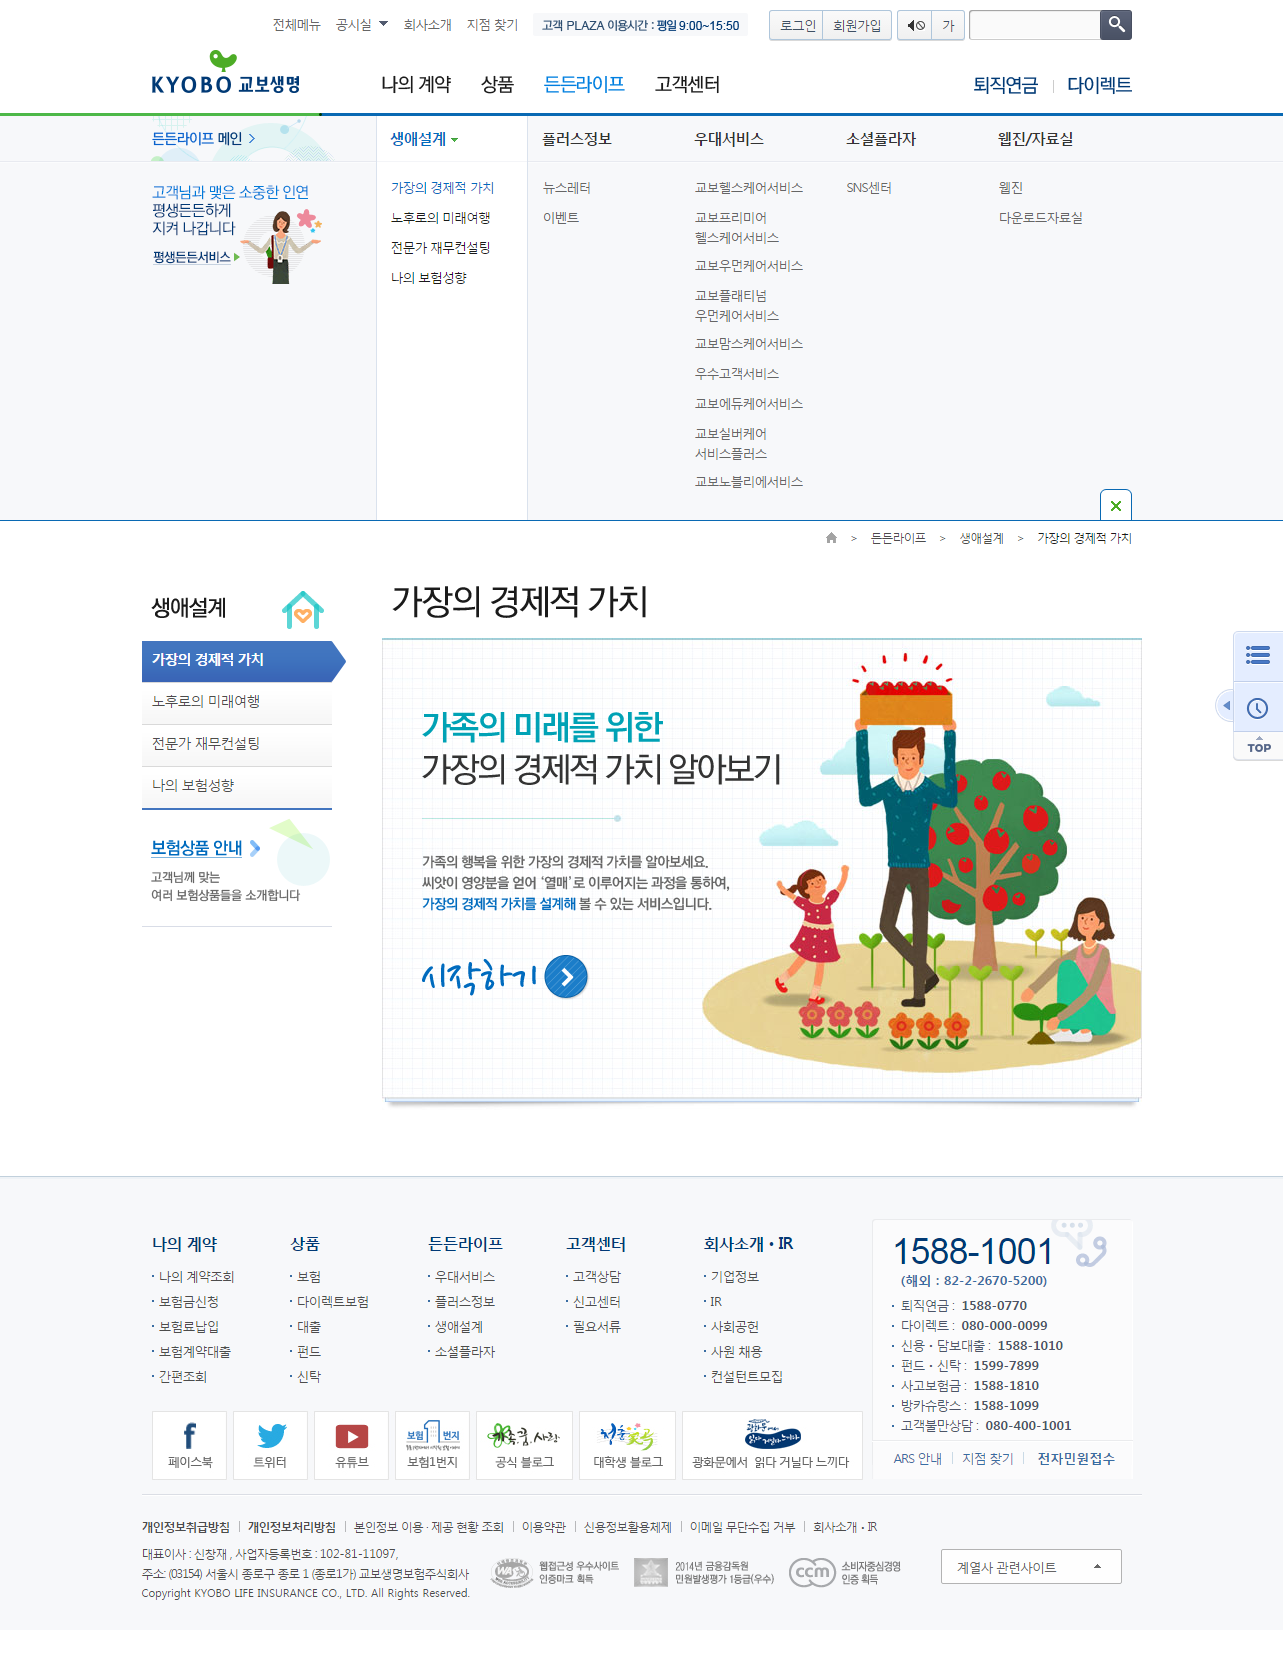 전체메뉴 공시실 회사소개 지점 찾기 고객 PLAZA 이용시간 : 평일 9:00~15:50 로그인 회원가입 가
KYOBO 교보생명
나의 계약 상품 든든라이프 고객센터 퇴직연금 다이렉트
든든라이프 메인 생애설계 플러스정보 우대서비스 소셜플라자 웹진/자료실
고객님과 맺은 소중한 인연
평생든든하게
지켜 나갑니다
평생든든서비스
가장의 경제적 가치
노후로의 미래여행
전문가 재무컨설팅
나의 보험성향
뉴스레터
이벤트
교보헬스케어서비스
교보프리미어
헬스케어서비스
교보우먼케어서비스
교보플래티넘
우먼케어서비스
교보맘스케어서비스
우수고객서비스
교보에듀케어서비스
교보실버케어
서비스플러스
교보노블리에서비스
SNS센터
웹진
다운로드자료실
> 든든라이프 > 생애설계 > 가장의 경제적 가치
생애설계
가장의 경제적 가치
노후로의 미래여행
전문가 재무컨설팅
나의 보험성향
보험상품 안내
고객님께 맞는
여러 보험상품들을 소개합니다
가장의 경제적 가치
가족의 미래를 위한
가장의 경제적 가치 알아보기
가족의 행복을 위한 가장의 경제적 가치를 알아보세요.
씨앗이 영양분을 얻어 ‘열매’로 이루어지는 과정을 통하여,
가장의 경제적 가치를 설계해 볼 수 있는 서비스입니다.
시작하기
TOP
나의 계약
· 나의 계약조회
· 보험금신청
· 보험료납입
· 보험계약대출
· 간편조회
상품
· 보험
· 다이렉트보험
· 대출
· 펀드
· 신탁
든든라이프
· 우대서비스
· 플러스정보
· 생애설계
· 소셜플라자
고객센터
· 고객상담
· 신고센터
· 필요서류
회사소개 · IR
· 기업정보
· IR
· 사회공헌
· 사원 채용
· 컨설턴트모집
1588-1001
(해외 : 82-2-2670-5200)
· 퇴직연금 : 1588-0770
· 다이렉트 : 080-000-0099
· 신용 · 담보대출 : 1588-1010
· 펀드 · 신탁 : 1599-7899
· 사고보험금 : 1588-1810
· 방카슈랑스 : 1588-1099
· 고객불만상담 : 080-400-1001
ARS 안내 지점 찾기 전자민원접수
페이스북
트위터
유튜브
보험1번지
보험1번지
가족.꿈.사랑
공식 블로그
청춘
대학생 블로그
광화문에서
읽다 거닐다 느끼다
광화문에서 읽다 거닐다 느끼다
개인정보취급방침 개인정보처리방침 본인정보 이용 · 제공 현황 조회 이용약관 신용정보활용체제 이메일 무단수집 거부 회사소개 · IR
대표이사 : 신창재 , 사업자등록번호 : 102-81-11097,
주소: (03154) 서울시 종로구 종로 1 (종로1가) 교보생명보험주식회사
Copyright KYOBO LIFE INSURANCE CO., LTD. All Rights Reserved.
웹접근성 우수사이트
인증마크 획득
2014년 금융감독원
민원발생평가 1등급(우수)
ccm
소비자중심경영
인증 획득
계열사 관련사이트